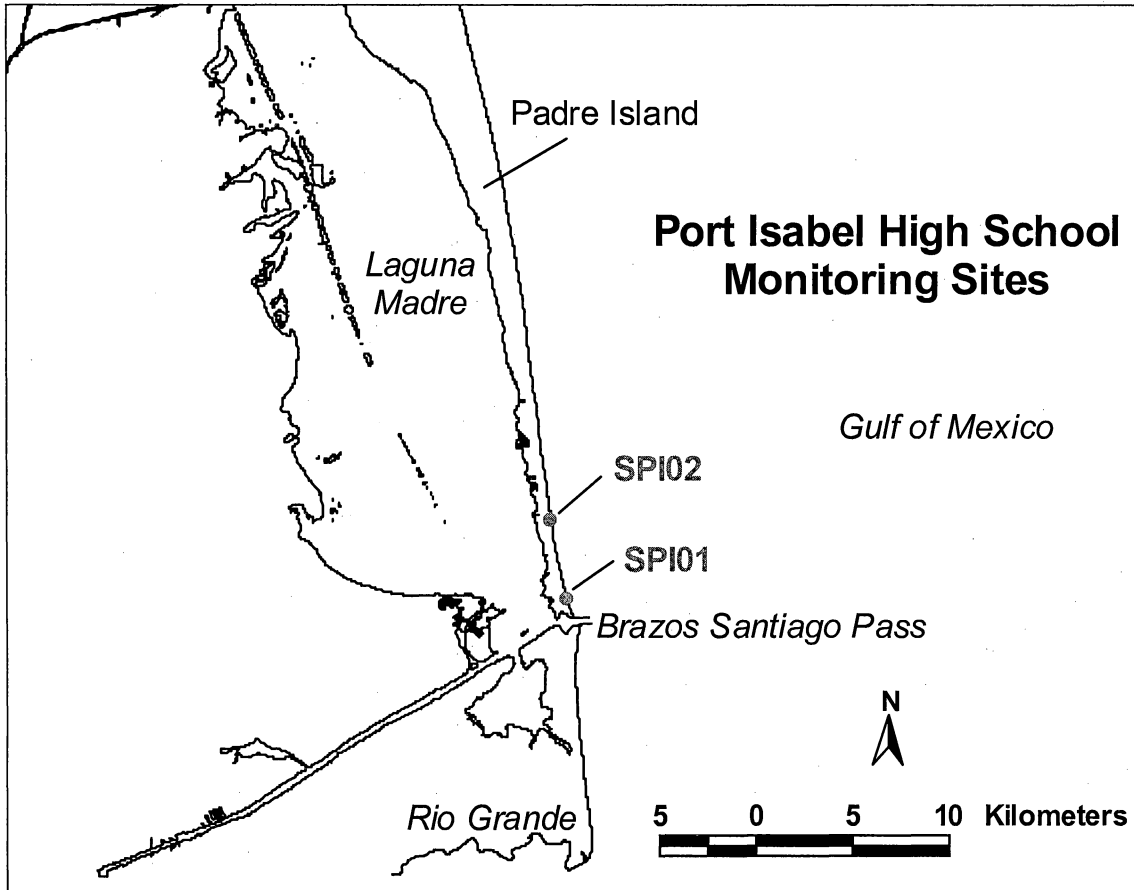 Padre Island
Port Isabel High School
Monitoring Sites
Laguna
Madre
Gulf of Mexico
SPI02
SPI01
Brazos Santiago Pass
N
Rio Grande
5 0 5 10 Kilometers